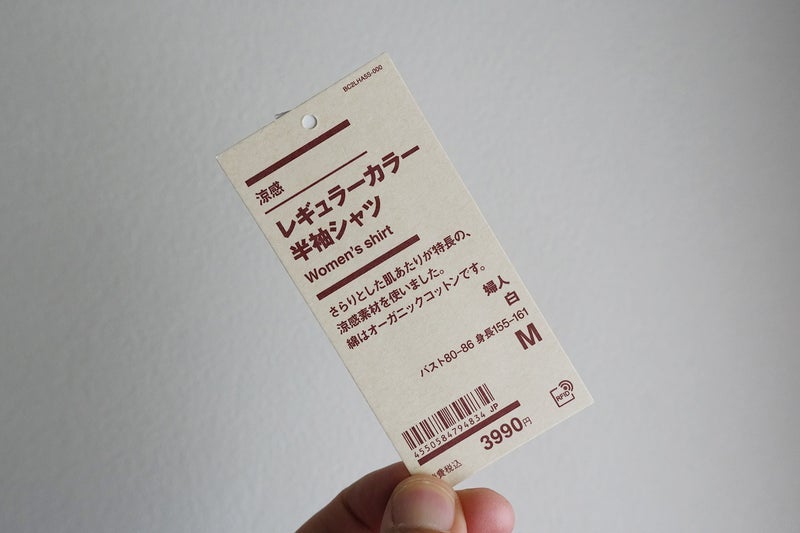 BC2LHA5S-000
涼感
レギュラーカラー
半袖シャツ
Women's shirt
さらりとした肌あたりが特長の、
涼感素材を使いました。
綿はオーガニックコットンです。
婦人
白
バスト80-86 身長155-161
M
RFID
4550584794834 JP
3990円
費税込